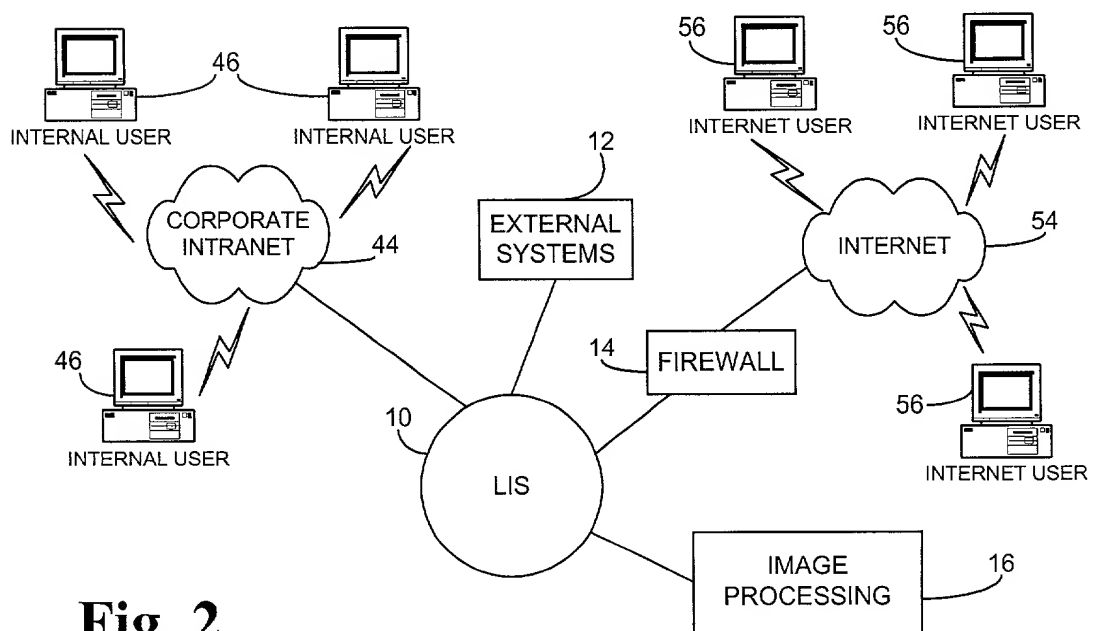 46
56
56
INTERNAL USER
INTERNAL USER
INTERNET USER
INTERNET USER
12
CORPORATE
INTRANET
44
EXTERNAL
SYSTEMS
INTERNET
54
46
INTERNAL USER
14
FIREWALL
56
INTERNET USER
10
LIS
IMAGE
PROCESSING
16
Fig. 2